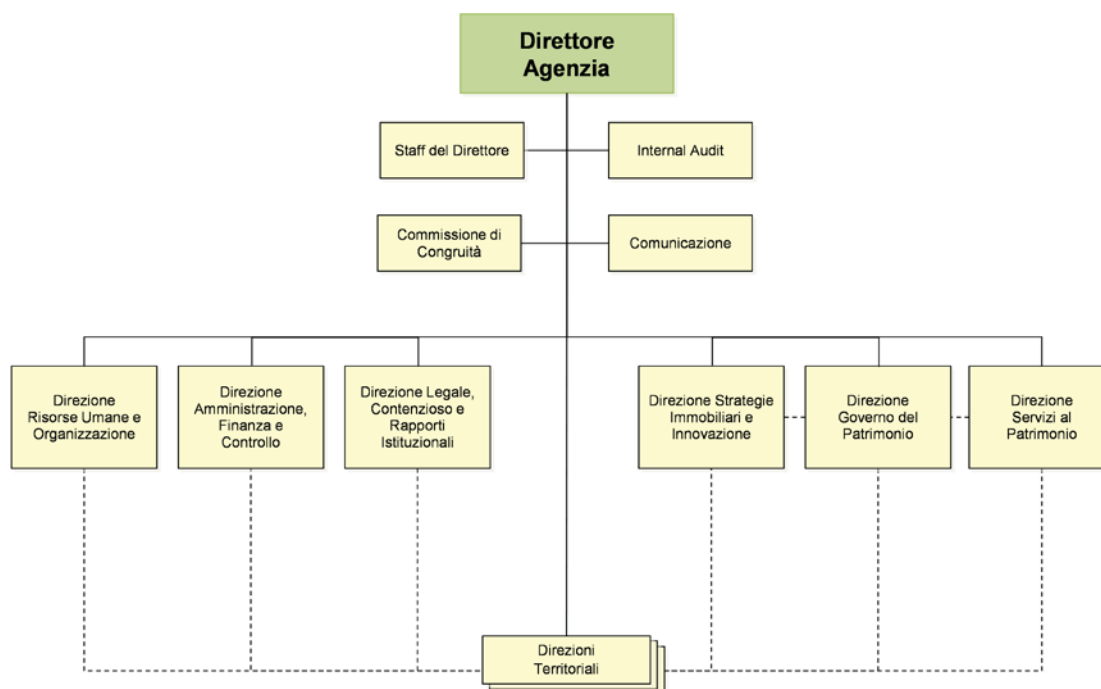 Direttore
Agenzia
Staff del Direttore
Internal Audit
Commissione di
Congruità
Comunicazione
Direzione
Risorse Umane e
Organizzazione
Direzione
Amministrazione,
Finanza e
Controllo
Direzione Legale,
Contenzioso e
Rapporti
Istituzionali
Direzione Strategie
Immobiliari e
Innovazione
Direzione
Governo del
Patrimonio
Direzione
Servizi al
Patrimonio
Direzioni
Territoriali